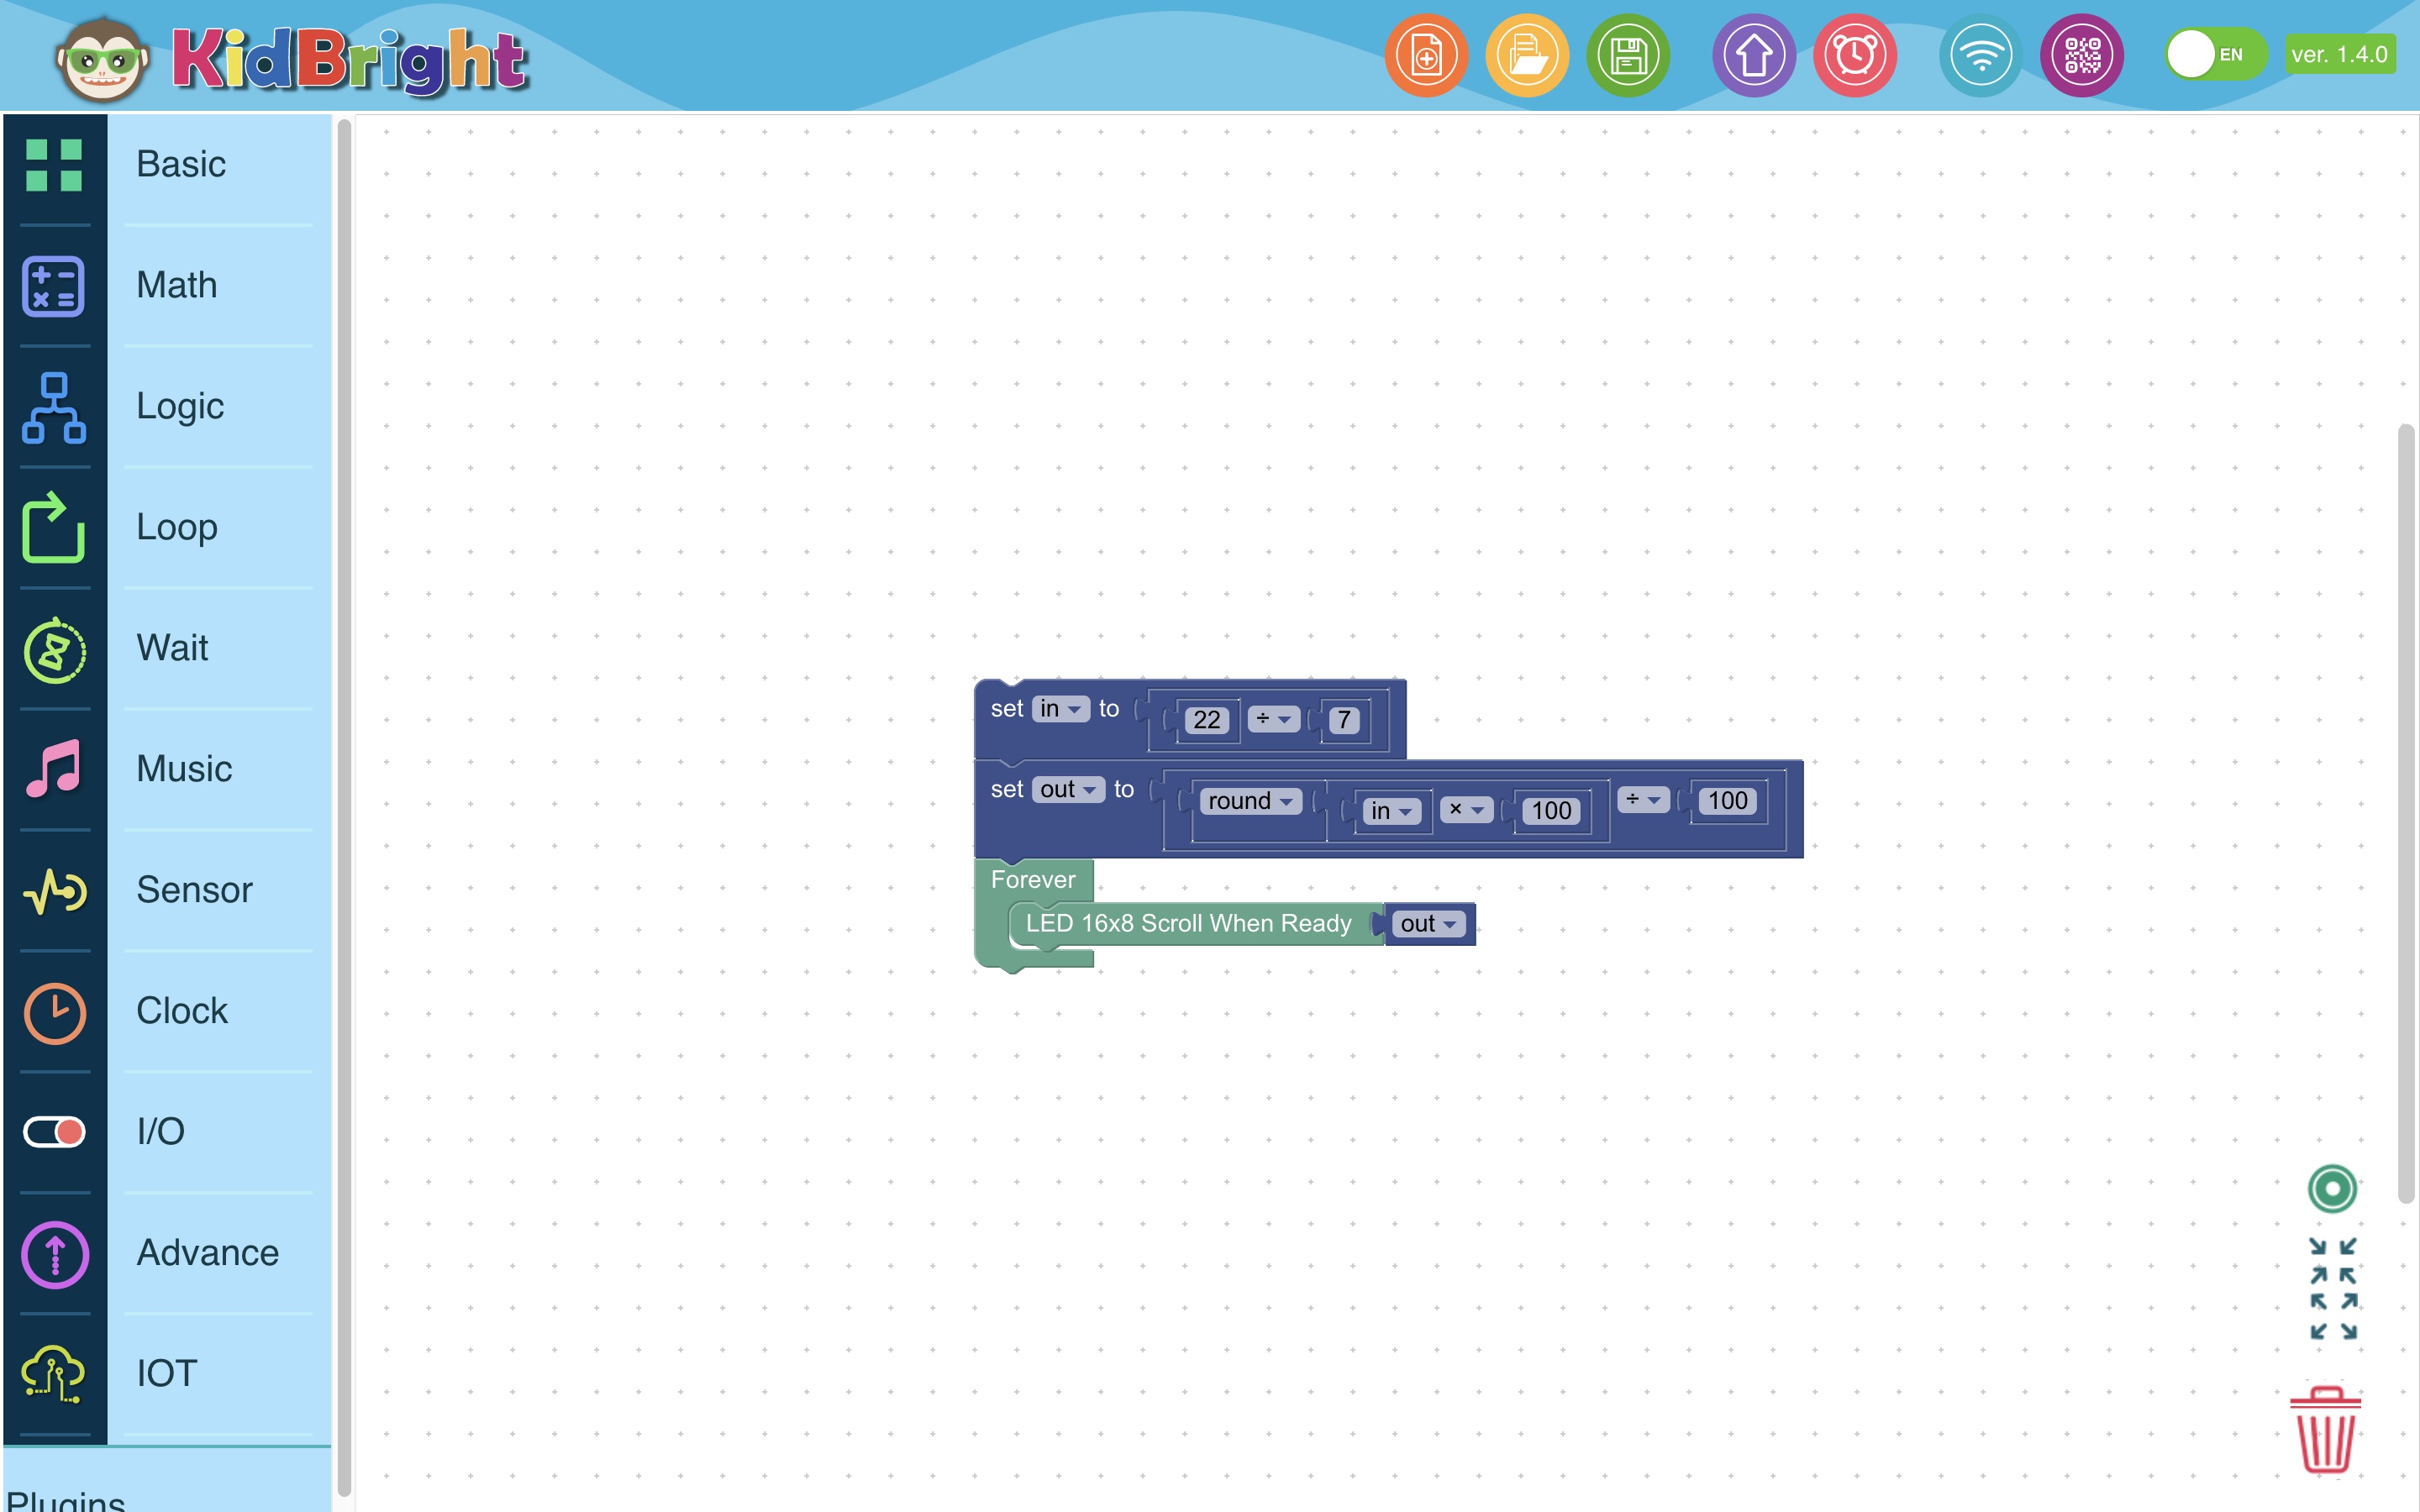 KidBright
EN
ver. 1.4.0
Basic
Math
Logic
Loop
Wait
Music
Sensor
Clock
I/O
Advance
IOT
Plugins
set in to 22 ÷ 7
set out to round in × 100 ÷ 100
Forever
LED 16x8 Scroll When Ready out